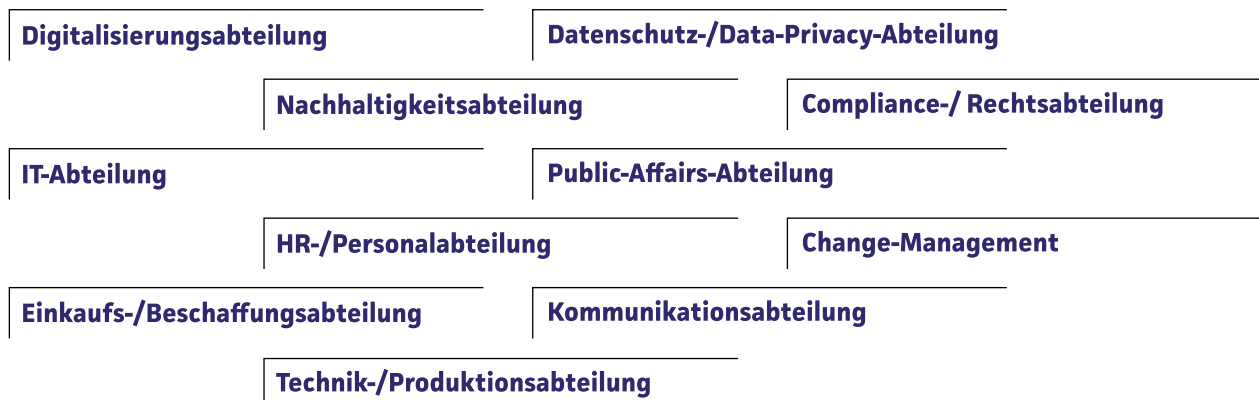 Digitalisierungsabteilung
Datenschutz-/Data-Privacy-Abteilung
Nachhaltigkeitsabteilung
Compliance-/ Rechtsabteilung
IT-Abteilung
Public-Affairs-Abteilung
HR-/Personalabteilung
Change-Management
Einkaufs-/Beschaffungsabteilung
Kommunikationsabteilung
Technik-/Produktionsabteilung